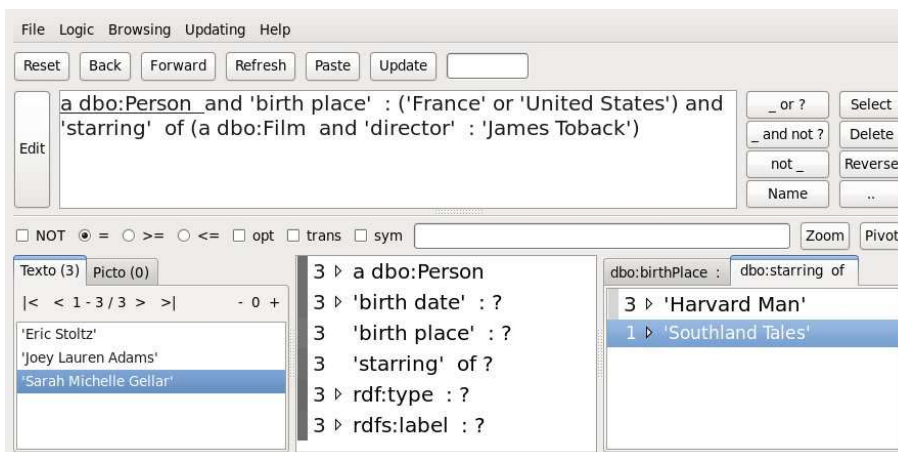 File Logic Browsing Updating Help
Reset Back Forward Refresh Paste Update
Edit
a dbo:Person and 'birth place' : ('France' or 'United States') and
'starring' of (a dbo:Film and 'director' : 'James Toback')
_ or ? Select
_ and not ? Delete
not _ Reverse
Name ..
NOT = >= <= opt trans sym Zoom Pivot
Texto (3) Picto (0)
|< < 1 - 3 / 3 > >| - 0 +
'Eric Stoltz'
'Joey Lauren Adams'
'Sarah Michelle Gellar'
3 a dbo:Person
3 'birth date' : ?
3 'birth place' : ?
3 'starring' of ?
3 rdf:type : ?
3 rdfs:label : ?
dbo:birthPlace : dbo:starring of
3 'Harvard Man'
1 'Southland Tales'